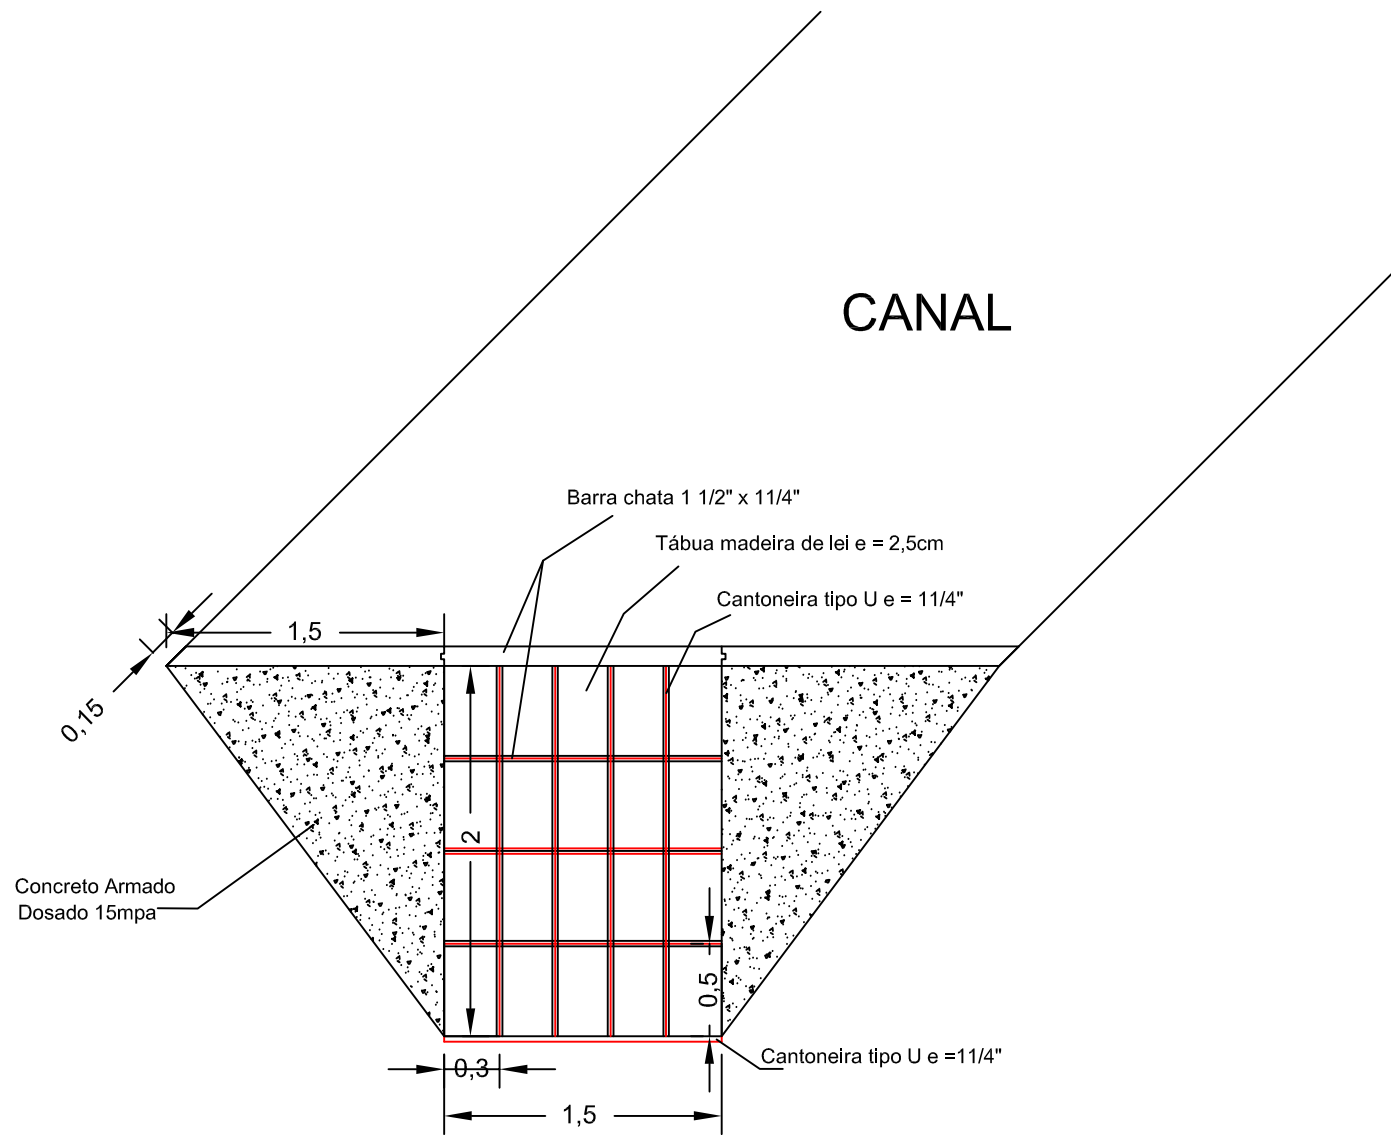 CANAL
Barra chata 1 1/2" x 11/4"
Tábua madeira de lei e = 2,5cm
Cantoneira tipo U e = 11/4"
1,5
0,15
2
Concreto Armado
Dosado 15mpa
0,5
Cantoneira tipo U e =11/4"
0,3
1,5